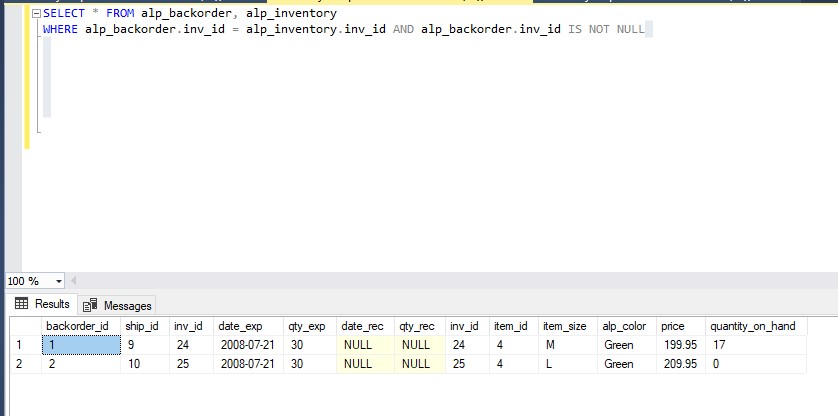 SELECT * FROM alp_backorder, alp_inventory
WHERE alp_backorder.inv_id = alp_inventory.inv_id AND alp_backorder.inv_id IS NOT NULL
100 %
Results Messages
backorder_id ship_id inv_id date_exp qty_exp date_rec qty_rec inv_id item_id item_size alp_color price quantity_on_hand
1 1 9 24 2008-07-21 30 NULL NULL 24 4 M Green 199.95 17
2 2 10 25 2008-07-21 30 NULL NULL 25 4 L Green 209.95 0